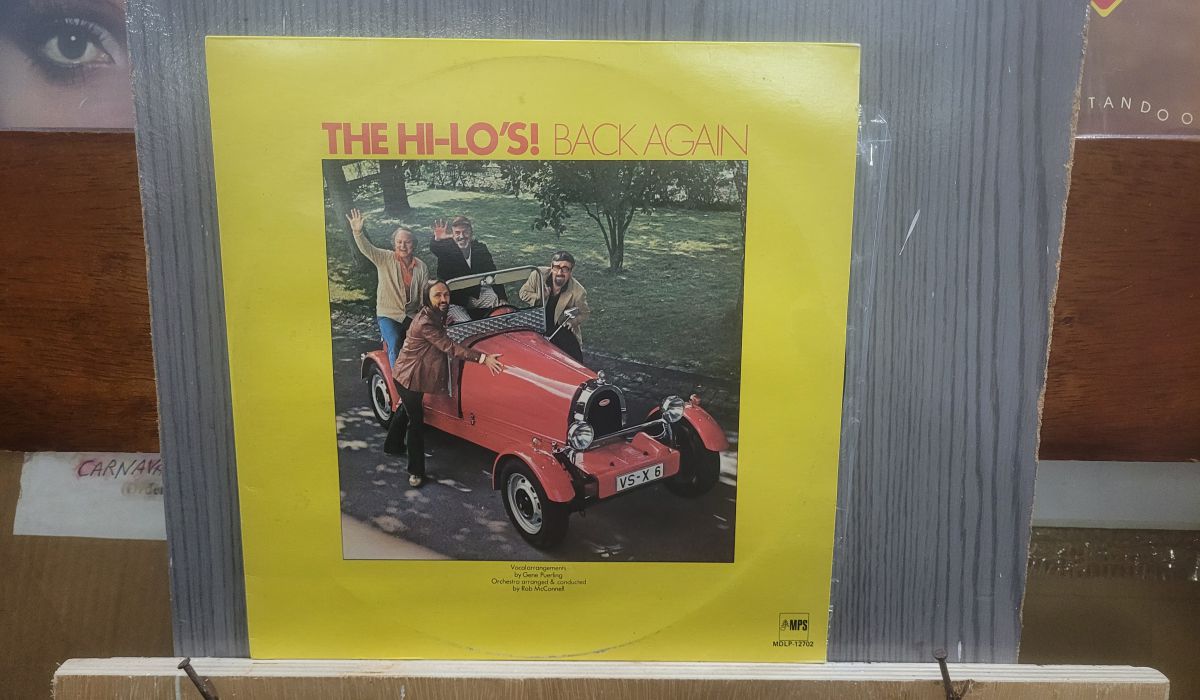 THE HI-LO'S! BACK AGAIN
VS-X 6
Vocalarrangements
by Gene Puerling
Orchestra arranged & conducted
by Rob McConnell
MPS
MOLP-12702
CARNAVA
TANDO O